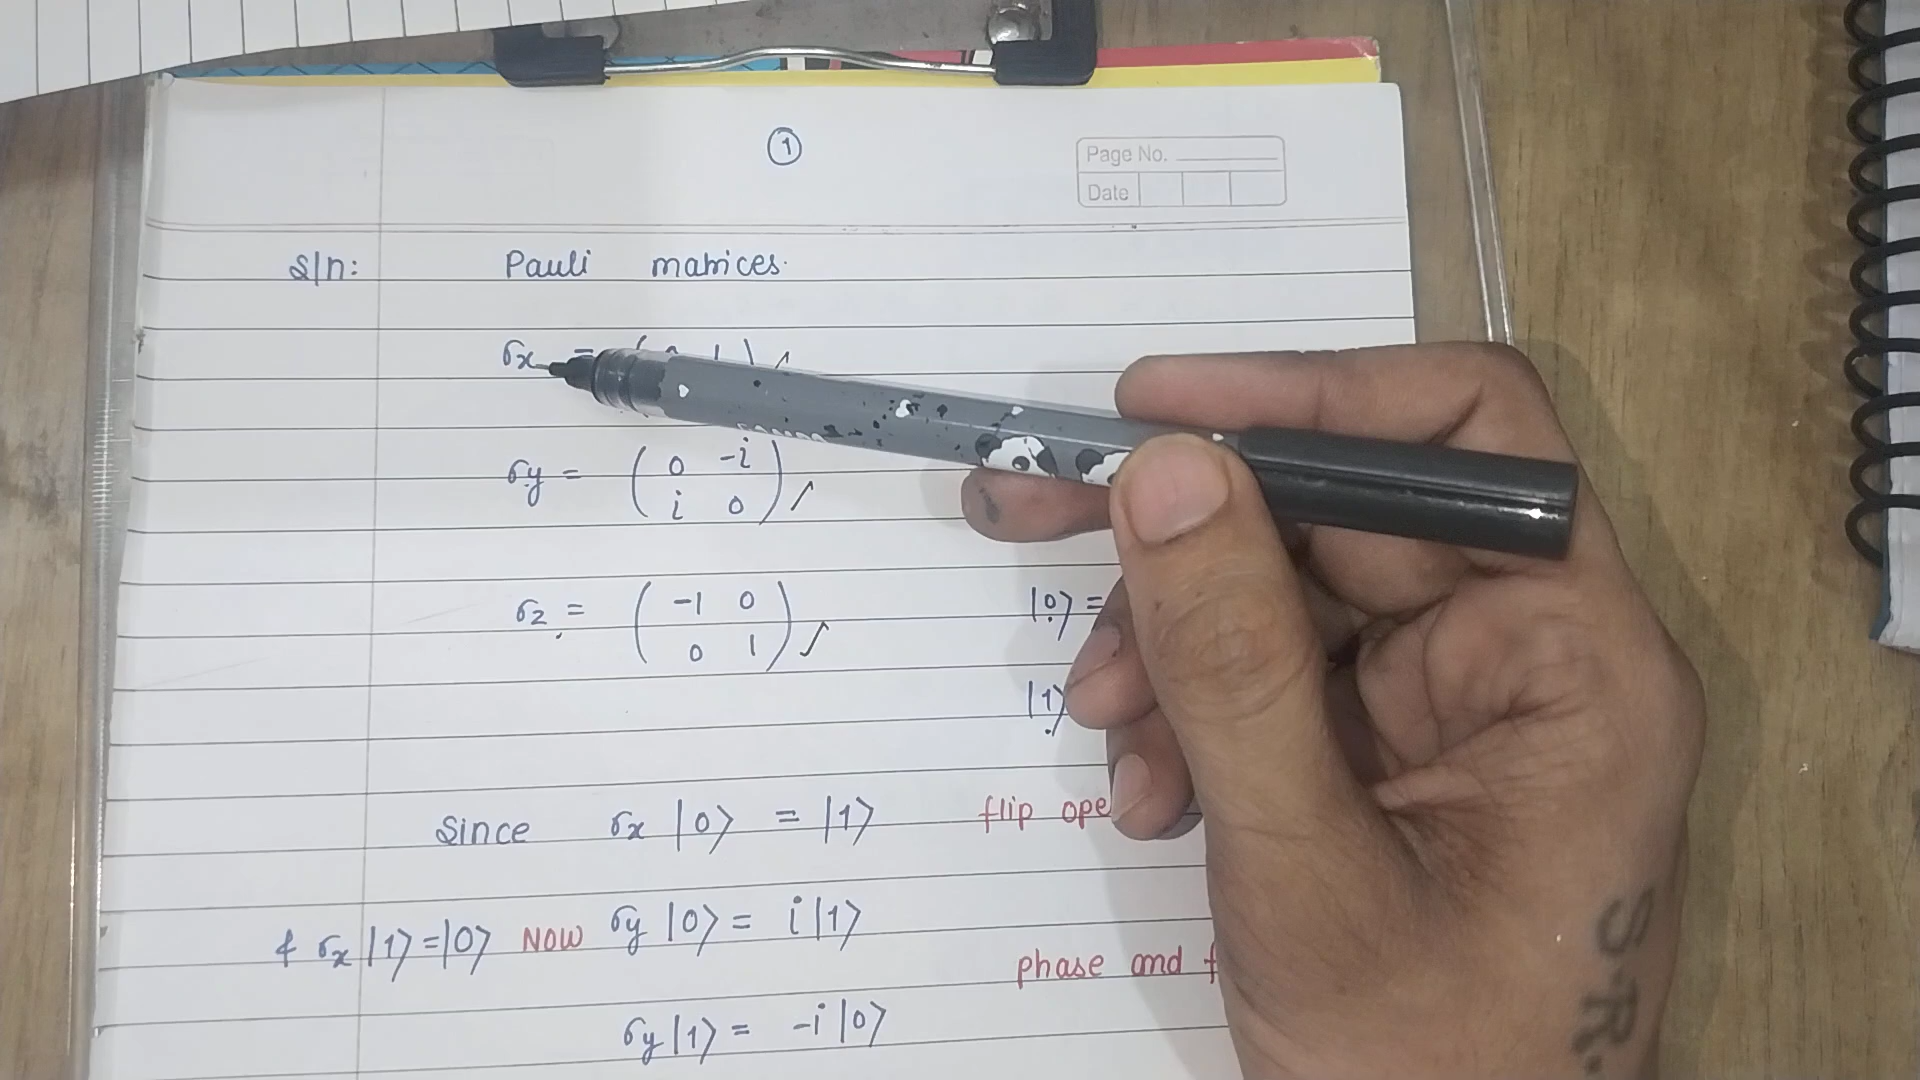 ①
Page No.
Date
S/n: Pauli matrices.
σx =
σy = ( 0 -i
i 0 )
σz = ( -1 0
0 1 )
|0⟩ =
|1⟩
Since σx |0⟩ = |1⟩ flip ope
& σx |1⟩ = |0⟩ NOW σy |0⟩ = i |1⟩
phase and f
σy |1⟩ = -i |0⟩
S.R.